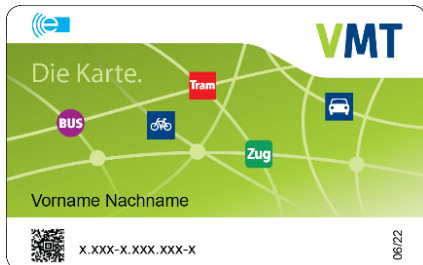 e
VMT
Die Karte.
Tram
BUS
Zug
Vorname Nachname
x.xxx-x.xxx.xxx-x
06/22